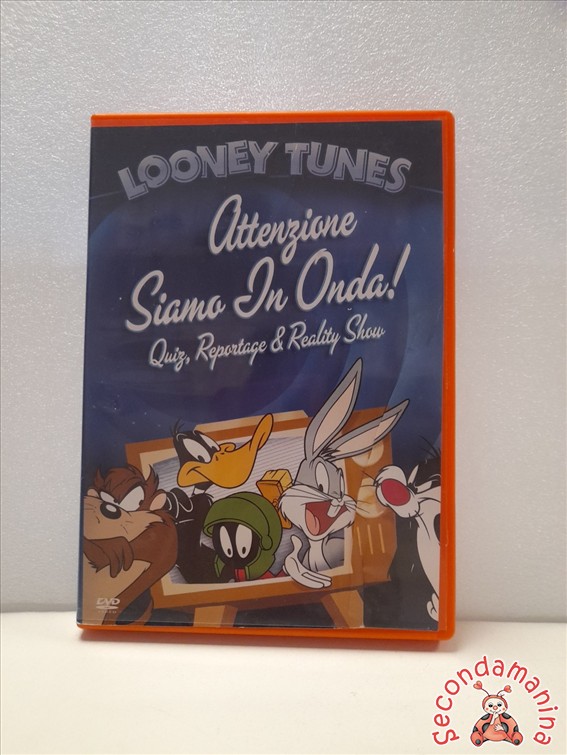 LOONEY TUNES
Attenzione
Siamo In Onda!
Quiz, Reportage & Reality Show
DVD
Secondamanina